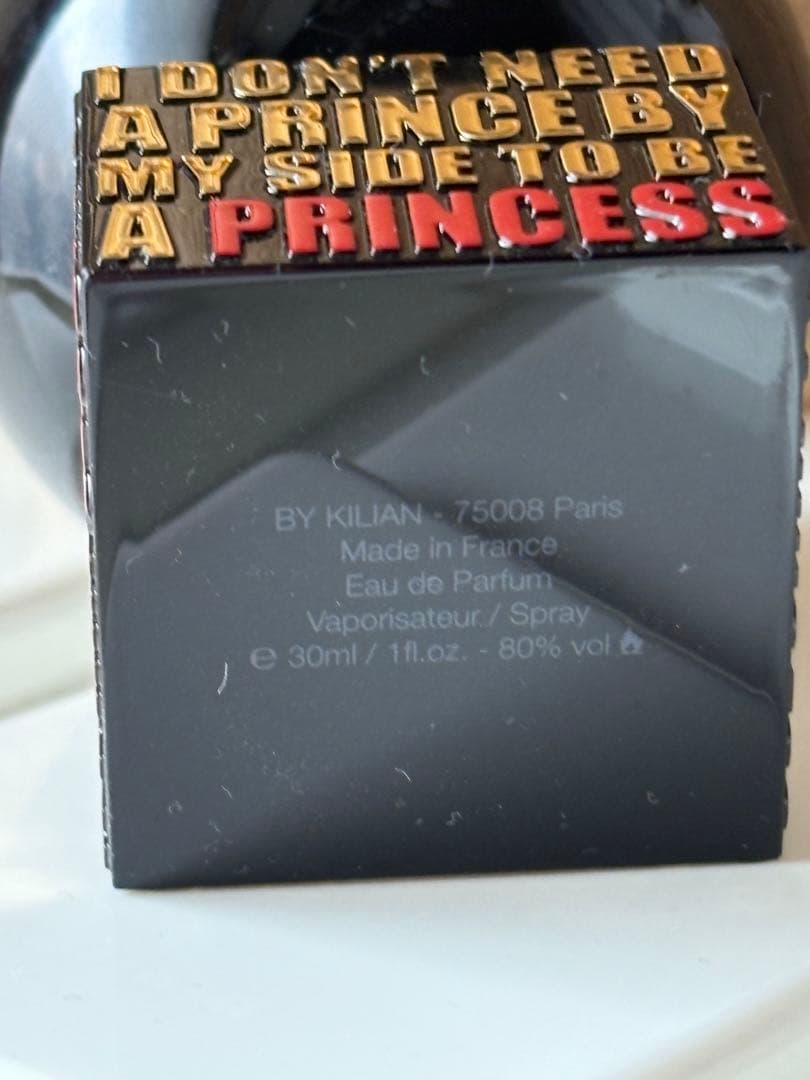 I DON'T NEED
A PRINCE BY
MY SIDE TO BE
A PRINCESS
BY KILIAN - 75008 Paris
Made in France
Eau de Parfum
Vaporisateur / Spray
℮ 30ml / 1fl.oz. - 80% vol